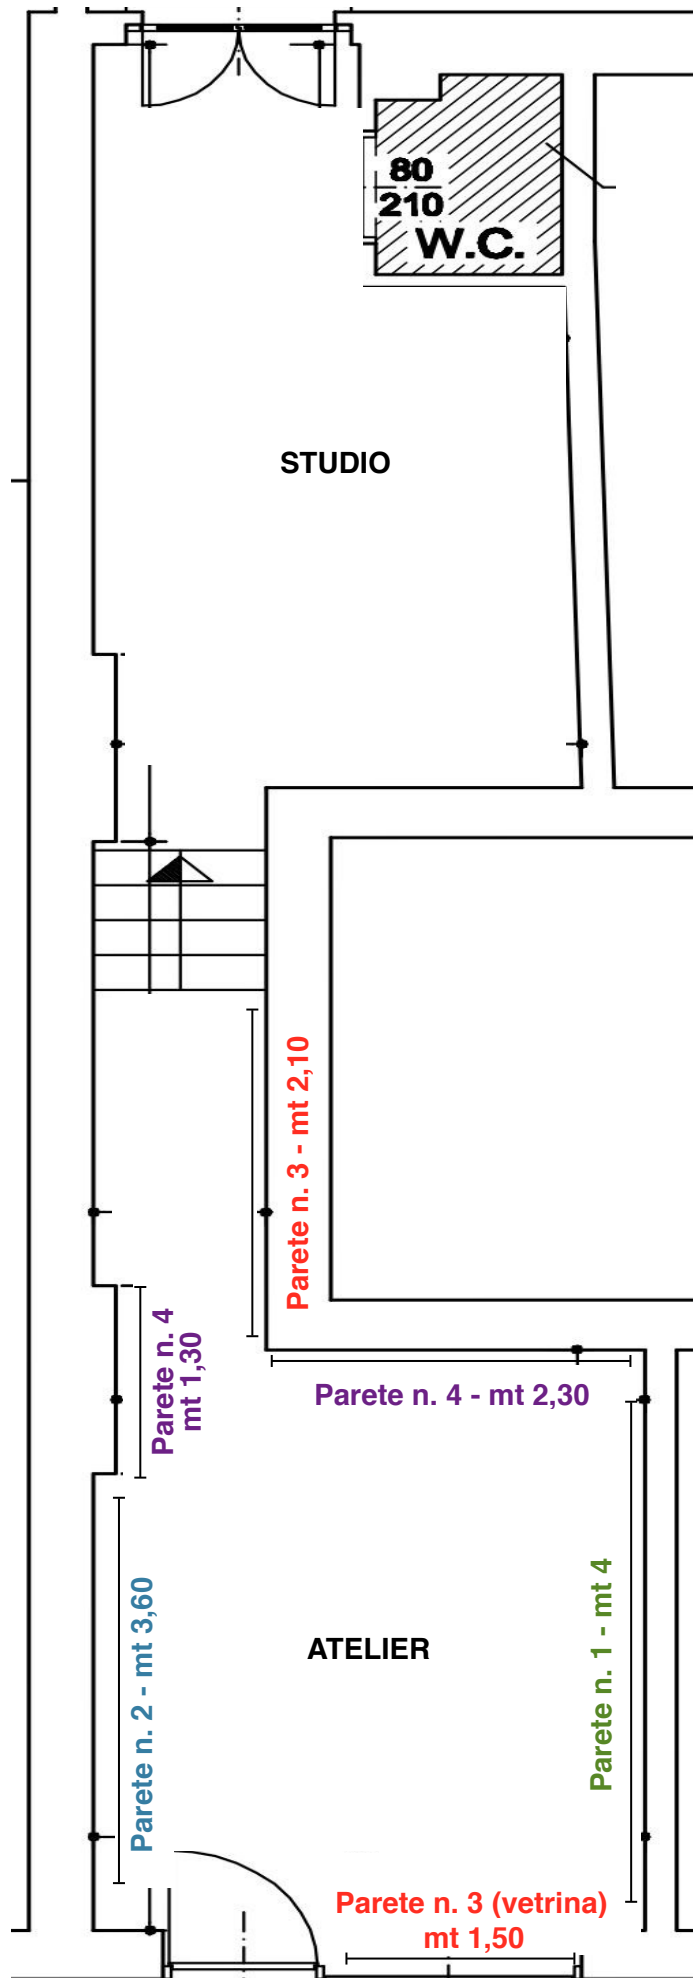 80
210
W.C.
STUDIO
Parete n. 3 - mt 2,10
Parete n. 4
mt 1,30
Parete n. 4 - mt 2,30
Parete n. 2 - mt 3,60
ATELIER
Parete n. 1 - mt 4
Parete n. 3 (vetrina)
mt 1,50